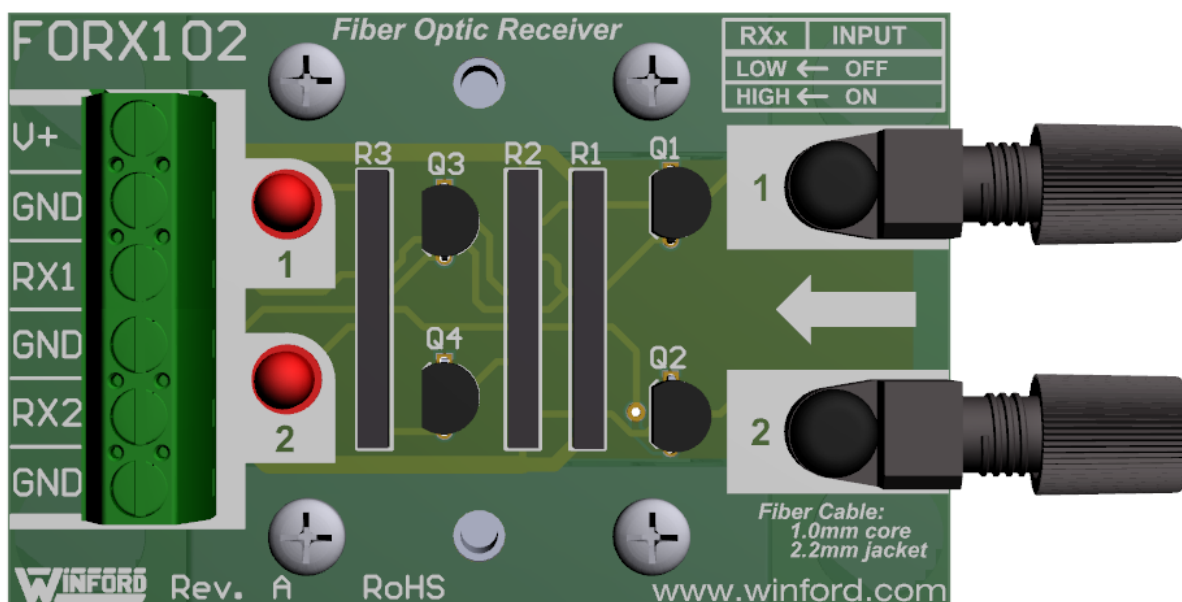 FORX102
Fiber Optic Receiver
RXx INPUT
LOW ← OFF
HIGH ← ON
V+
GND
RX1
GND
RX2
GND
1
2
R3
Q3
R2
R1
Q1
Q4
Q2
1
2
Fiber Cable:
1.0mm core
2.2mm jacket
WINFORD Rev. A RoHS www.winford.com